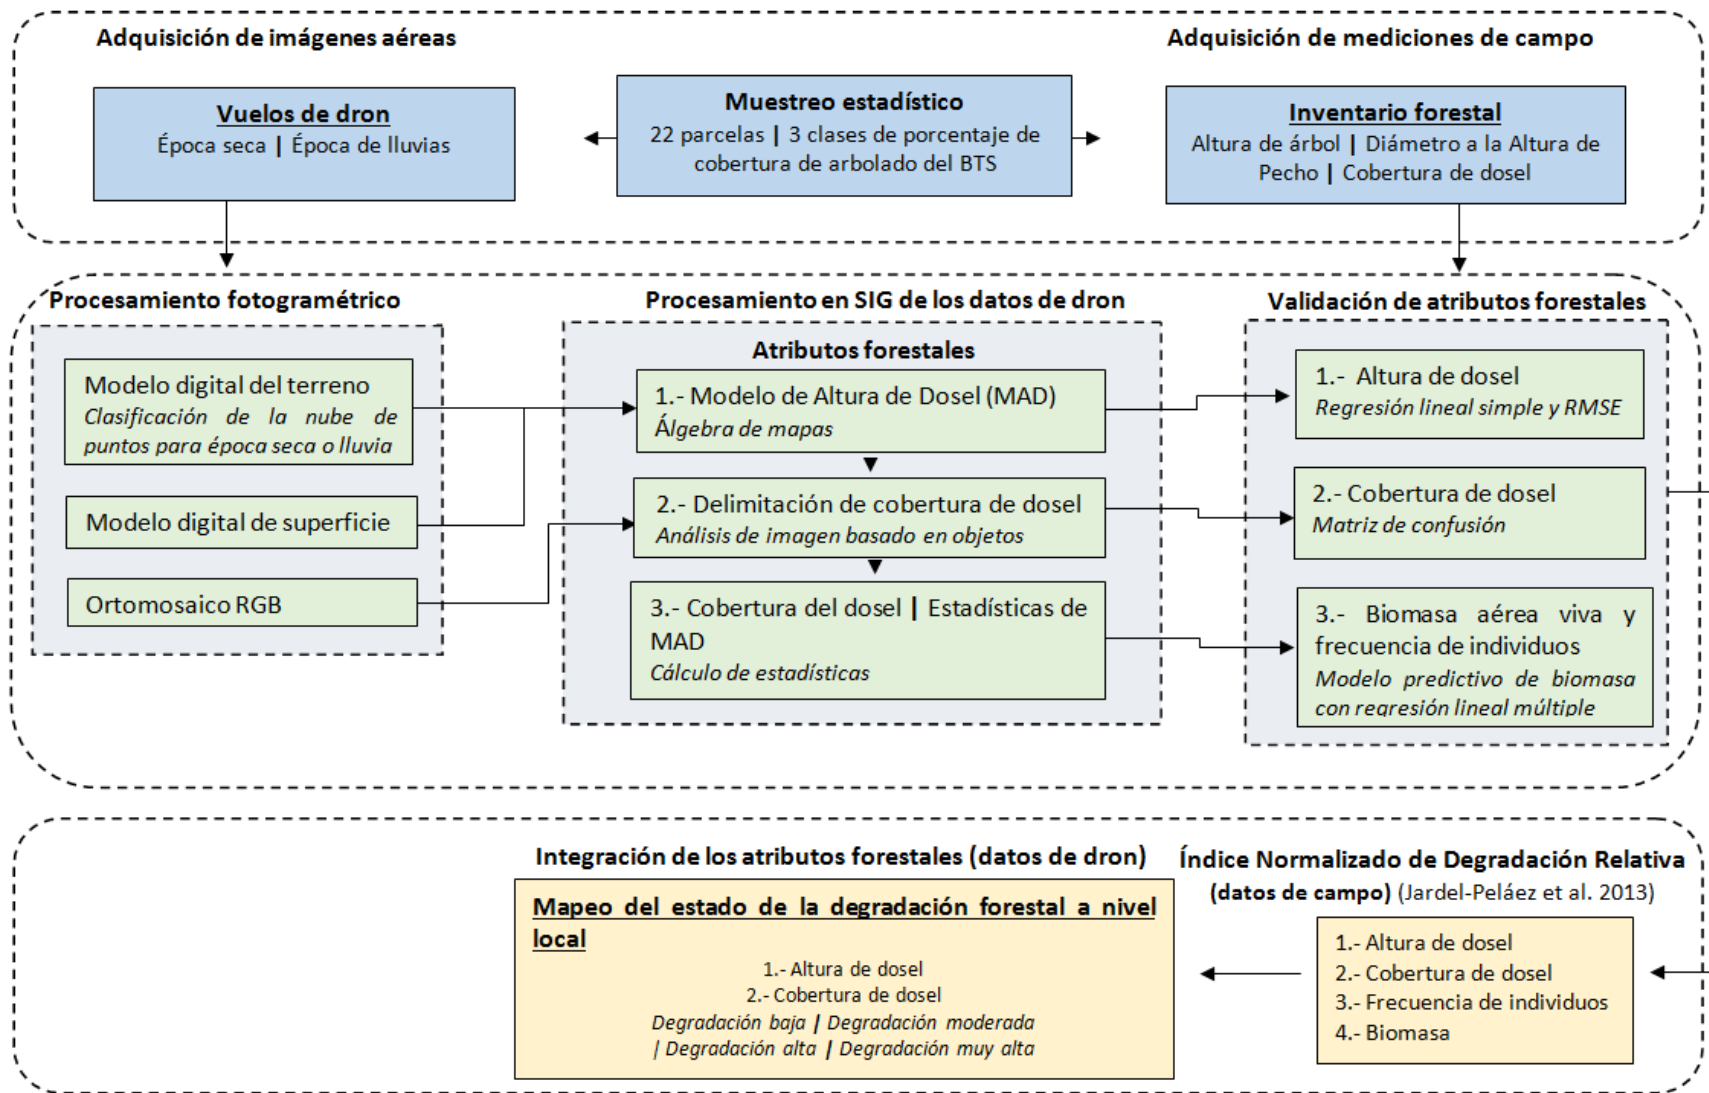 Adquisición de imágenes aéreas
Adquisición de mediciones de campo
Vuelos de dron
Época seca | Época de lluvias
Muestreo estadístico
22 parcelas | 3 clases de porcentaje de
cobertura de arbolado del BTS
Inventario forestal
Altura de árbol | Diámetro a la Altura de
Pecho | Cobertura de dosel
Procesamiento fotogramétrico
Modelo digital del terreno
Clasificación de la nube de
puntos para época seca o lluvia
Modelo digital de superficie
Ortomosaico RGB
Procesamiento en SIG de los datos de dron
Atributos forestales
1.- Modelo de Altura de Dosel (MAD)
Álgebra de mapas
2.- Delimitación de cobertura de dosel
Análisis de imagen basado en objetos
3.- Cobertura del dosel | Estadísticas de
MAD
Cálculo de estadísticas
Validación de atributos forestales
1.- Altura de dosel
Regresión lineal simple y RMSE
2.- Cobertura de dosel
Matriz de confusión
3.- Biomasa aérea viva y
frecuencia de individuos
Modelo predictivo de biomasa
con regresión lineal múltiple
Integración de los atributos forestales (datos de dron)
Mapeo del estado de la degradación forestal a nivel
local
1.- Altura de dosel
2.- Cobertura de dosel
Degradación baja | Degradación moderada
| Degradación alta | Degradación muy alta
Índice Normalizado de Degradación Relativa
(datos de campo) (Jardel-Peláez et al. 2013)
1.- Altura de dosel
2.- Cobertura de dosel
3.- Frecuencia de individuos
4.- Biomasa